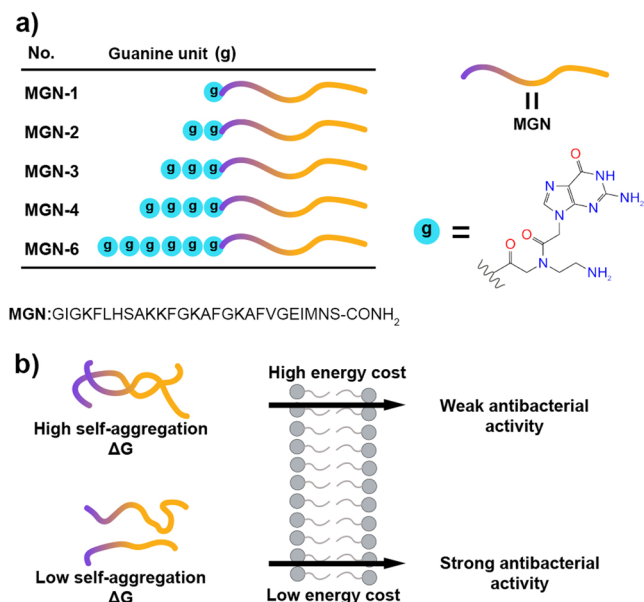 a)
No. Guanine unit (g)
MGN-1 g
MGN-2 g g
MGN-3 g g g
MGN-4 g g g g
MGN-6 g g g g g g
MGN
g =
O
N
NH
N
N
NH₂
O
O
N
NH₂
MGN:GIGKFLHSAKKFGKAFGKAFVGEIMNS-CONH₂
b)
High self-aggregation
ΔG
High energy cost
Weak antibacterial
activity
Low self-aggregation
ΔG
Low energy cost
Strong antibacterial
activity